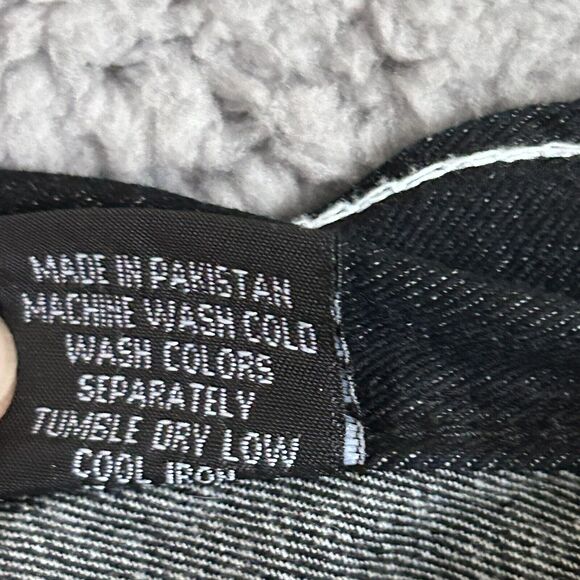 MADE IN PAKISTAN
MACHINE WASH COLD
WASH COLORS
SEPARATELY
TUMBLE DRY LOW
COOL IRON